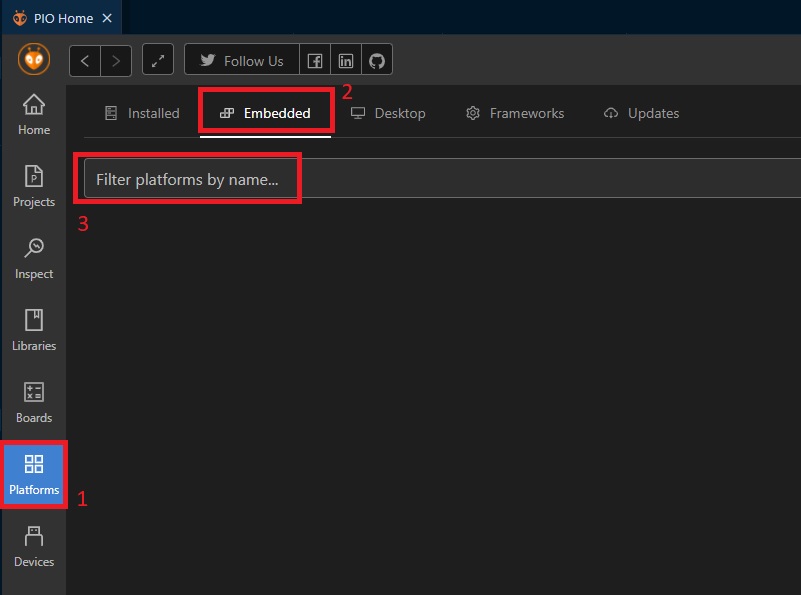 PIO Home
Follow Us
Home
Installed
Embedded
2
Desktop
Frameworks
Updates
Filter platforms by name...
3
P
Projects
Inspect
Libraries
Boards
Platforms
1
Devices